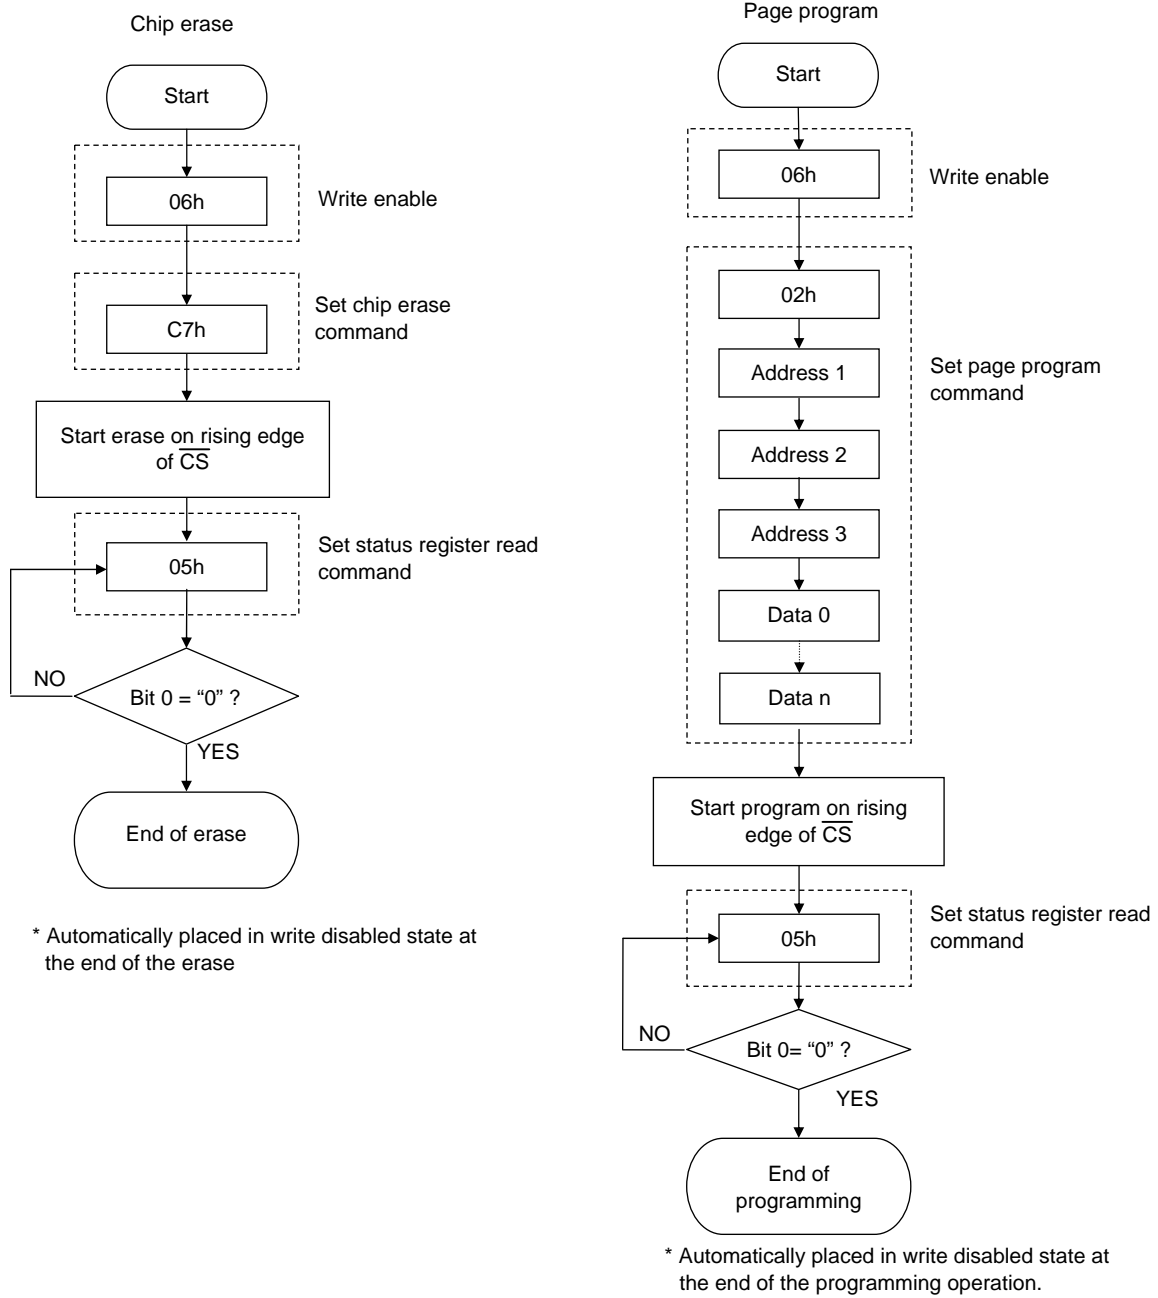 Chip erase
Start
06h
Write enable
C7h
Set chip erase
command
Start erase on rising edge
of CS
05h
Set status register read
command
NO
Bit 0 = “0” ?
YES
End of erase
* Automatically placed in write disabled state at
the end of the erase
Page program
Start
06h
Write enable
02h
Address 1
Set page program
command
Address 2
Address 3
Data 0
Data n
Start program on rising
edge of CS
05h
Set status register read
command
NO
Bit 0= “0” ?
YES
End of
programming
* Automatically placed in write disabled state at
the end of the programming operation.